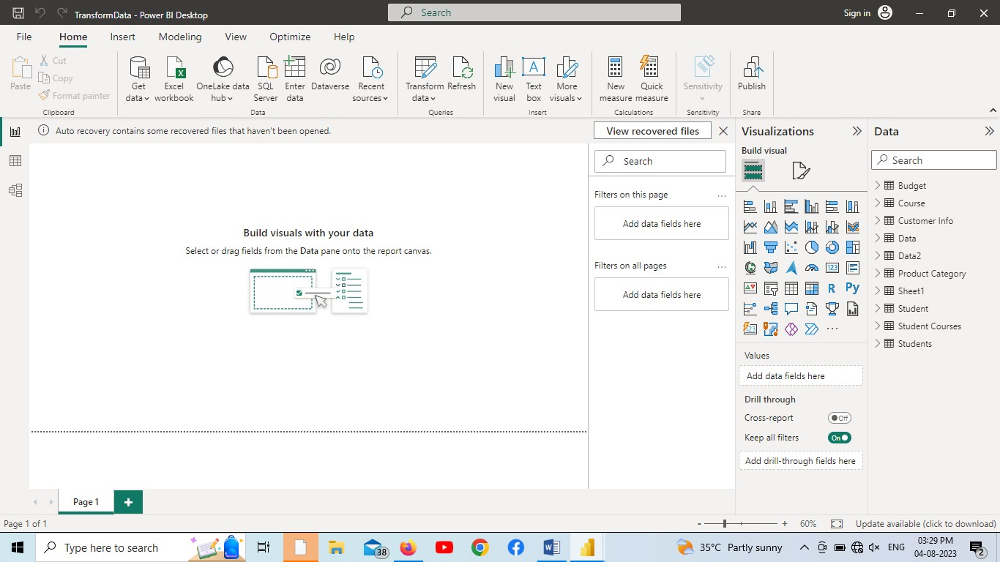 TransformData - Power BI Desktop
Search
Sign in
File Home Insert Modeling View Optimize Help
Paste
Cut
Copy
Format painter
Clipboard
Get data
Excel workbook
OneLake data hub
SQL Server
Enter data
Dataverse
Recent sources
Data
Transform data
Refresh
Queries
New visual
Text box
More visuals
Insert
New measure
Quick measure
Calculations
Sensitivity
Sensitivity
Publish
Share
Auto recovery contains some recovered files that haven't been opened.
View recovered files
Build visuals with your data
Select or drag fields from the Data pane onto the report canvas.
Search
Filters on this page
Add data fields here
Filters on all pages
Add data fields here
Visualizations
Build visual
123
R
Py
123
Values
Add data fields here
Drill through
Cross-report
Off
Keep all filters
On
Add drill-through fields here
Data
Search
Budget
Course
Customer Info
Data
Data2
Product Category
Sheet1
Student
Student Courses
Students
Page 1
Page 1 of 1
- + 60%
Update available (click to download)
Type here to search
38
35°C Partly sunny
ENG
03:29 PM
04-08-2023
2